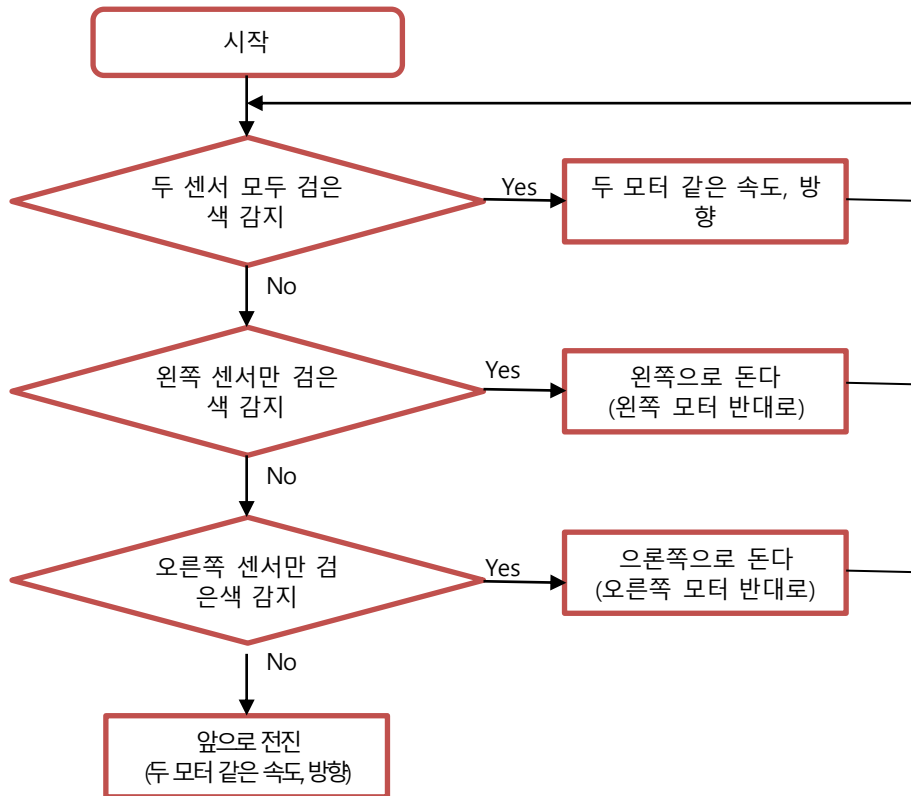 시작
두 센서 모두 검은
색 감지
Yes
두 모터 같은 속도, 방
향
No
왼쪽 센서만 검은
색 감지
Yes
왼쪽으로 돈다
(왼쪽 모터 반대로)
No
오른쪽 센서만 검
은색 감지
Yes
으론쪽으로 돈다
(오른쪽 모터 반대로)
No
앞으로 전진
(두 모터 같은 속도, 방향)